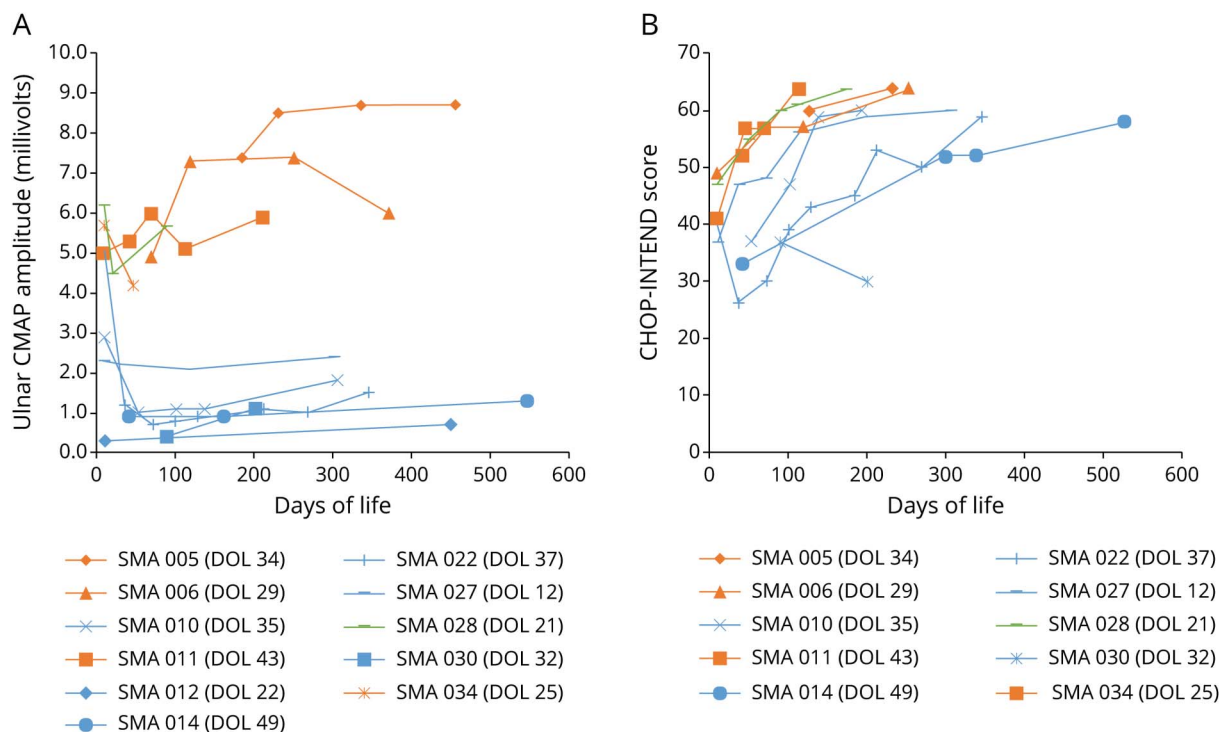 A
Ulnar CMAP amplitude (millivolts)
10.0
9.0
8.0
7.0
6.0
5.0
4.0
3.0
2.0
1.0
0.0
0 100 200 300 400 500 600
Days of life
SMA 005 (DOL 34)
SMA 006 (DOL 29)
SMA 010 (DOL 35)
SMA 011 (DOL 43)
SMA 012 (DOL 22)
SMA 014 (DOL 49)
SMA 022 (DOL 37)
SMA 027 (DOL 12)
SMA 028 (DOL 21)
SMA 030 (DOL 32)
SMA 034 (DOL 25)
B
CHOP-INTEND score
70
60
50
40
30
20
10
0
0 100 200 300 400 500 600
Days of life
SMA 005 (DOL 34)
SMA 006 (DOL 29)
SMA 010 (DOL 35)
SMA 011 (DOL 43)
SMA 014 (DOL 49)
SMA 022 (DOL 37)
SMA 027 (DOL 12)
SMA 028 (DOL 21)
SMA 030 (DOL 32)
SMA 034 (DOL 25)